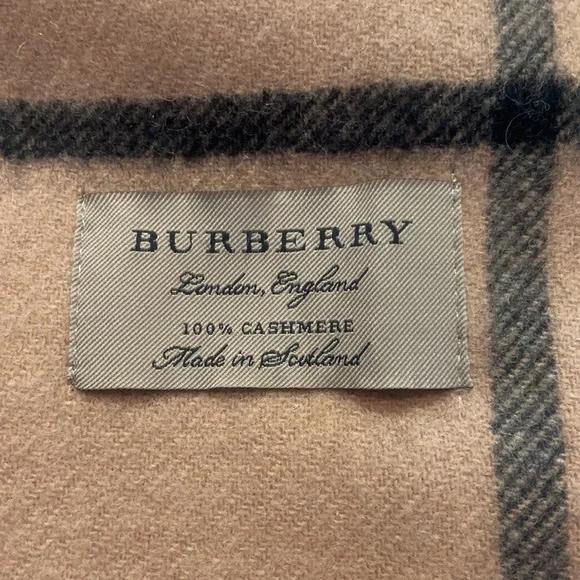 BURBERRY
London, England
100% CASHMERE
Made in Scotland